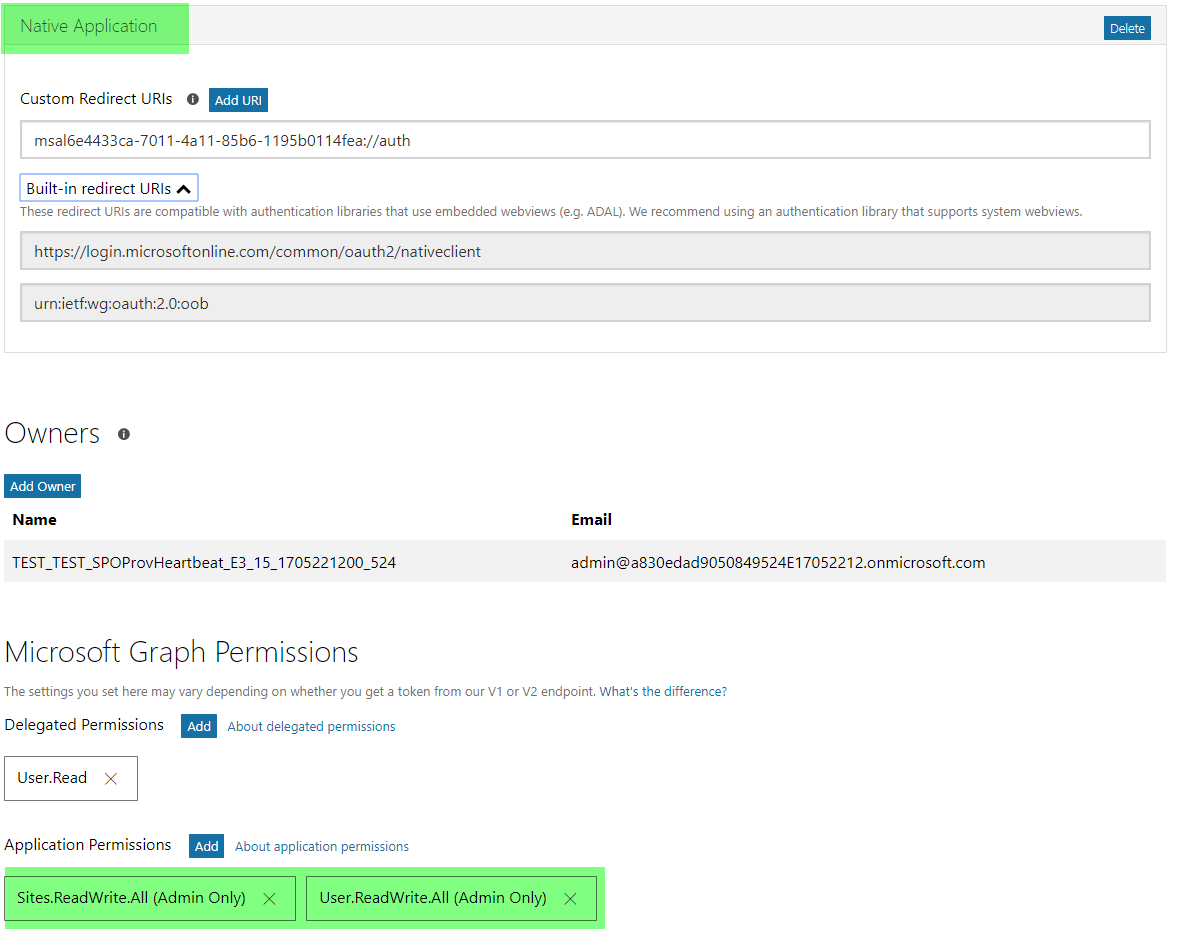 Native Application
Delete
Custom Redirect URIs
Add URI
msal6e4433ca-7011-4a11-85b6-1195b0114fea://auth
Built-in redirect URIs
These redirect URIs are compatible with authentication libraries that use embedded webviews (e.g. ADAL). We recommend using an authentication library that supports system webviews.
https://login.microsoftonline.com/common/oauth2/nativeclient
urn:ietf:wg:oauth:2.0:oob
Owners
Add Owner
Name Email
TEST_TEST_SPOProvHeartbeat_E3_15_1705221200_524 admin@a830edad9050849524E17052212.onmicrosoft.com
Microsoft Graph Permissions
The settings you set here may vary depending on whether you get a token from our V1 or V2 endpoint. What's the difference?
Delegated Permissions Add About delegated permissions
User.Read
Application Permissions Add About application permissions
Sites.ReadWrite.All (Admin Only) User.ReadWrite.All (Admin Only)